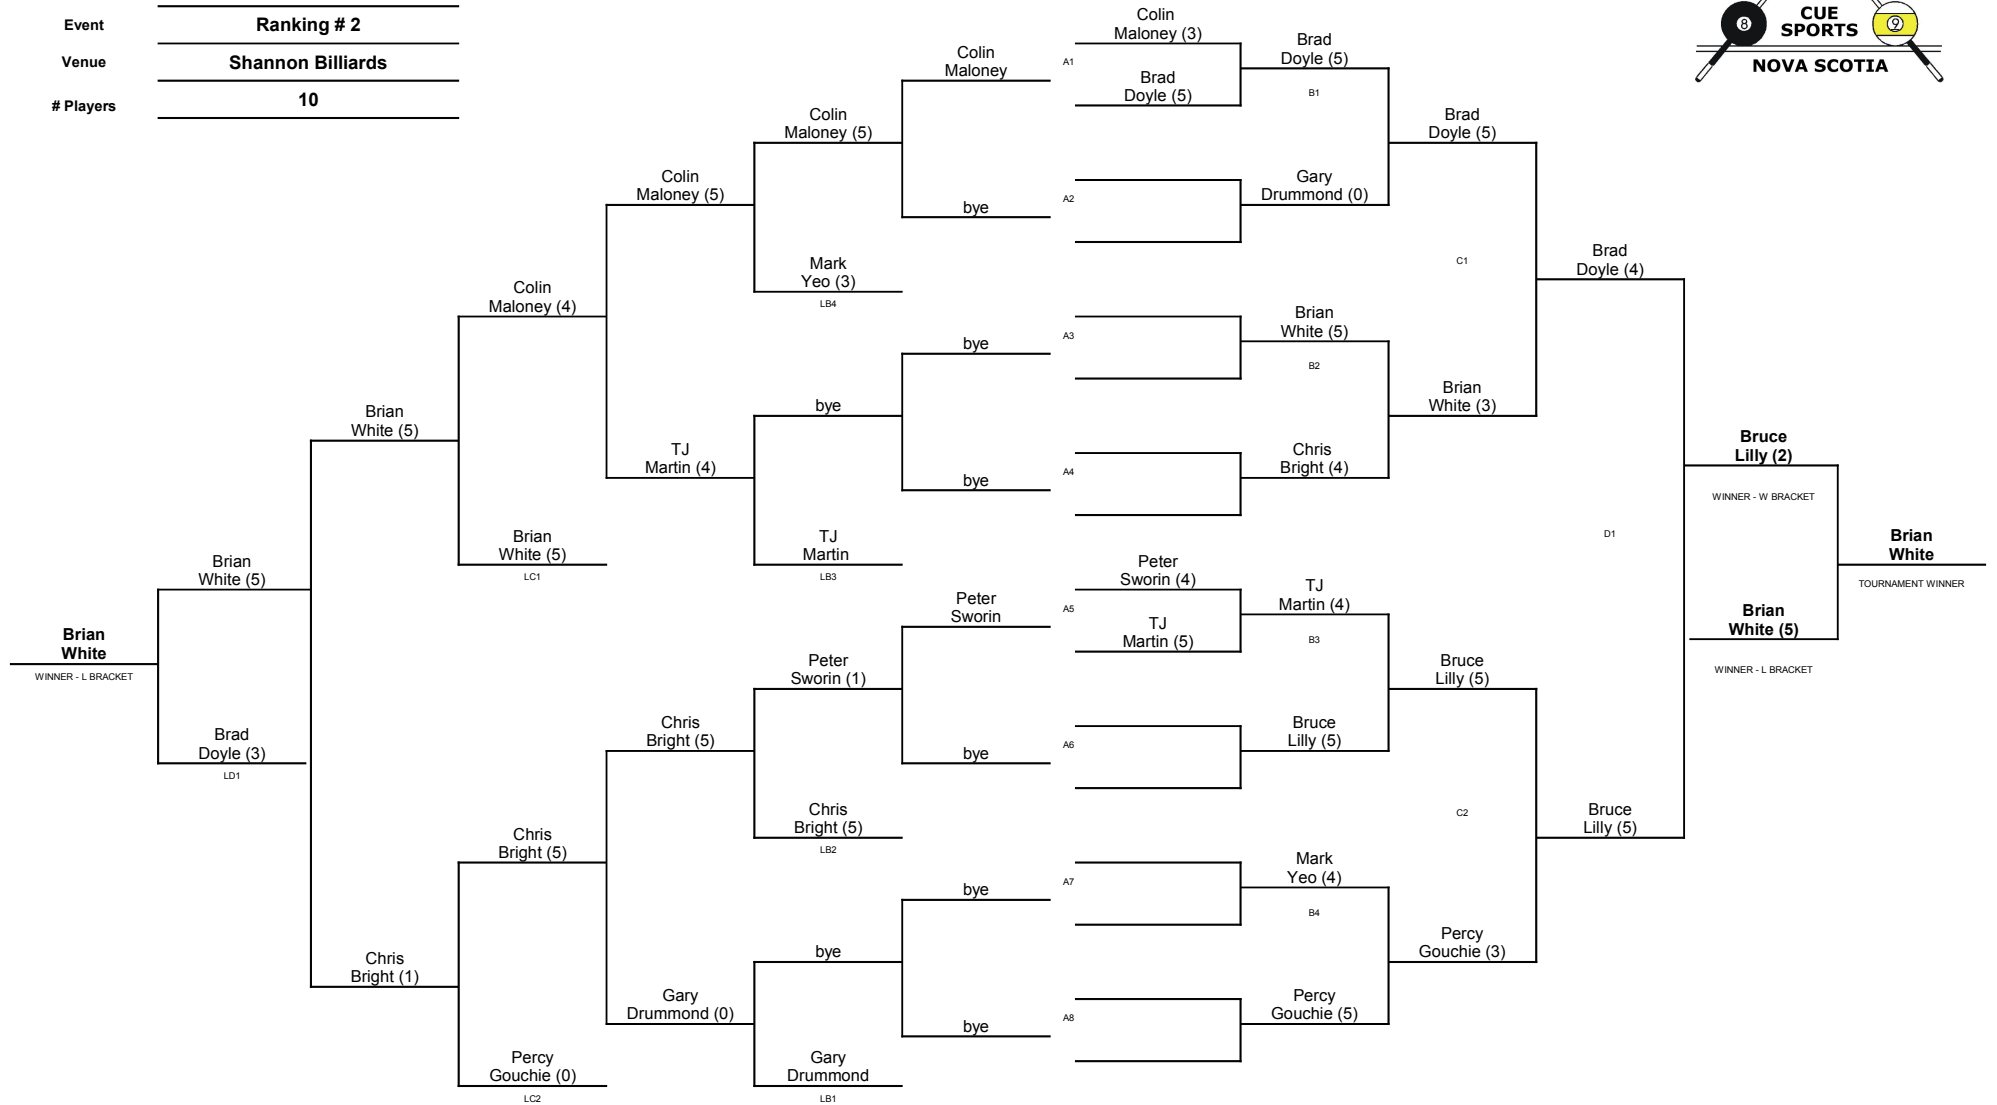 Event
Ranking # 2
Venue
Shannon Billiards
# Players
10
8
CUE
SPORTS
9
NOVA SCOTIA
Brian
White
WINNER - L BRACKET
Brian
White (5)
Brad
Doyle (3)
LD1
Brian
White (5)
Chris
Bright (1)
Colin
Maloney (4)
Brian
White (5)
LC1
Chris
Bright (5)
Percy
Gouchie (0)
LC2
Colin
Maloney (5)
TJ
Martin (4)
Chris
Bright (5)
Gary
Drummond (0)
Colin
Maloney (5)
Mark
Yeo (3)
LB4
bye
TJ
Martin
LB3
Peter
Sworin (1)
Chris
Bright (5)
LB2
bye
Gary
Drummond
LB1
Colin
Maloney
bye
bye
bye
Peter
Sworin
bye
bye
bye
A1
A2
A3
A4
A5
A6
A7
A8
Colin
Maloney (3)
Brad
Doyle (5)
Peter
Sworin (4)
TJ
Martin (5)
Brad
Doyle (5)
B1
Gary
Drummond (0)
Brian
White (5)
B2
Chris
Bright (4)
TJ
Martin (4)
B3
Bruce
Lilly (5)
Mark
Yeo (4)
B4
Percy
Gouchie (5)
Brad
Doyle (5)
C1
Brian
White (3)
Bruce
Lilly (5)
C2
Percy
Gouchie (3)
Brad
Doyle (4)
D1
Bruce
Lilly (5)
Bruce
Lilly (2)
WINNER - W BRACKET
Brian
White (5)
WINNER - L BRACKET
Brian
White
TOURNAMENT WINNER